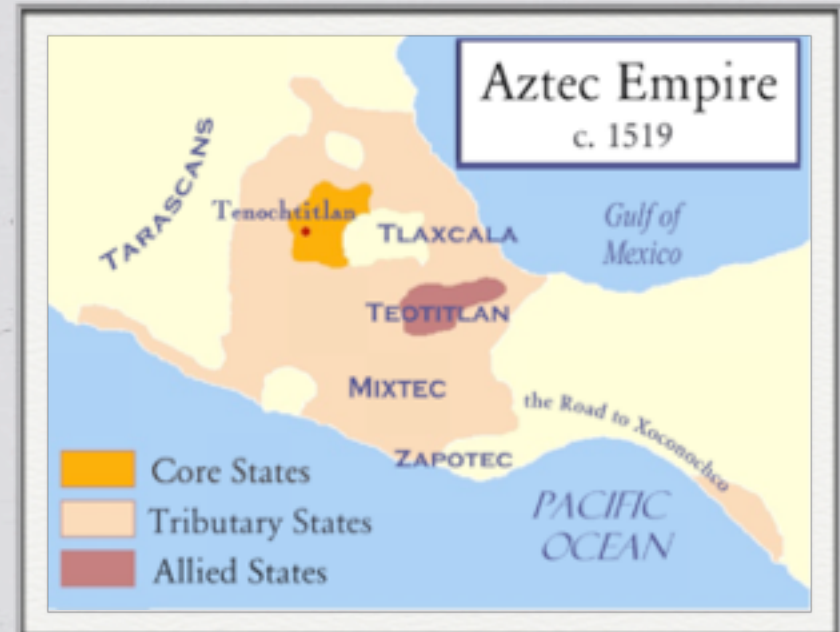 Aztec Empire
c. 1519
TARASCANS
Tenochtitlan
TLAXCALA
Gulf of
Mexico
TEOTITLAN
MIXTEC
the Road to Xoconochco
ZAPOTEC
PACIFIC
OCEAN
Core States
Tributary States
Allied States